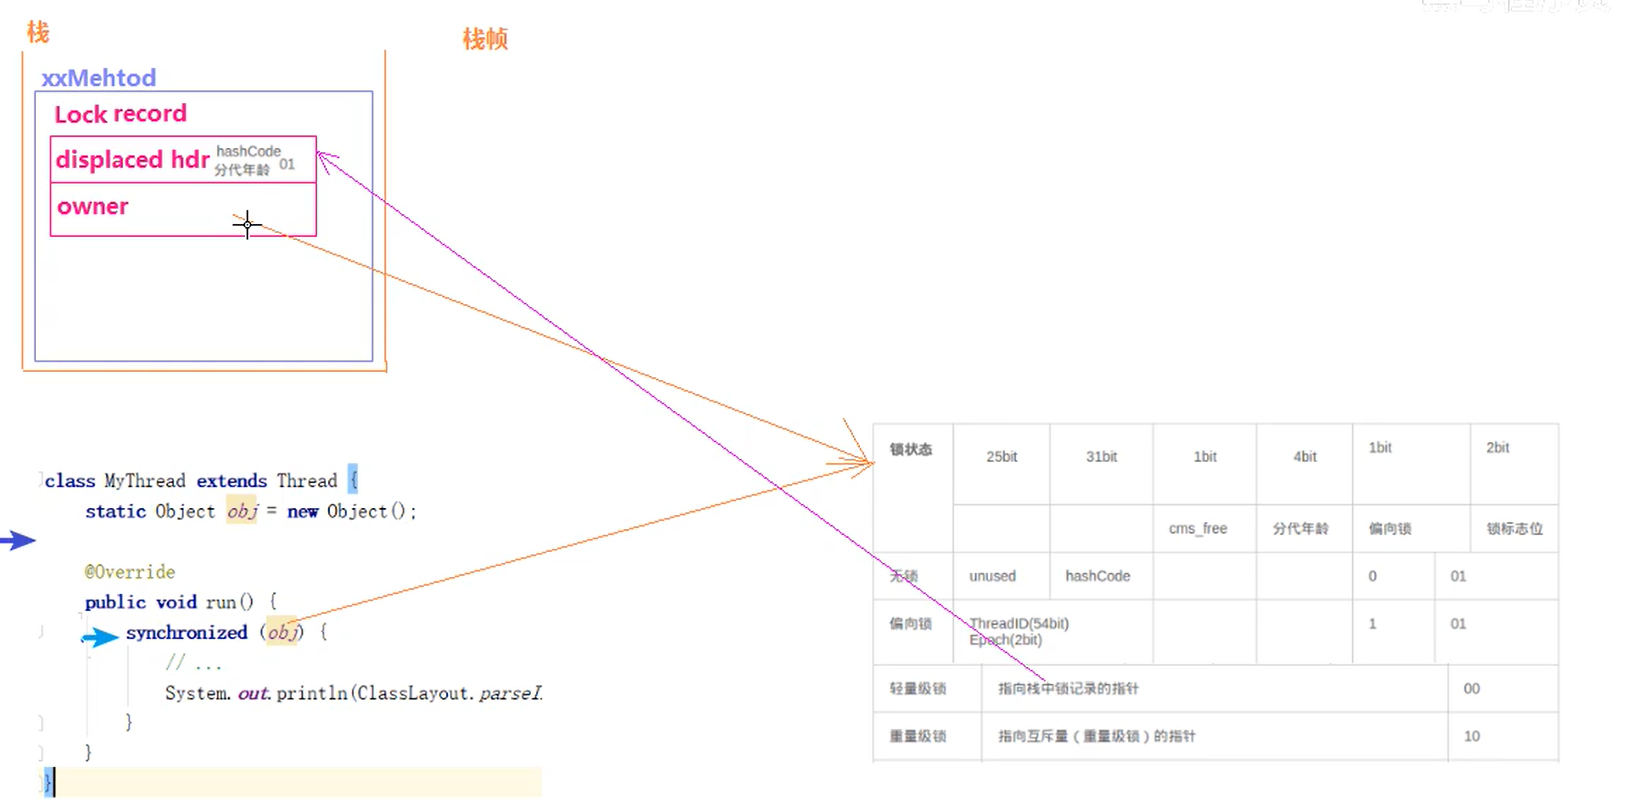 栈
栈帧
xxMehtod
Lock record
displaced hdr
hashCode
分代年龄 01
owner
class MyThread extends Thread {
static Object obj = new Object();
@Override
public void run() {
synchronized (obj) {
// ...
System.out.println(ClassLayout.parseI
}
}
}
锁状态 25bit 31bit 1bit 4bit 1bit 2bit
cms_free 分代年龄 偏向锁 锁标志位
无锁 unused hashCode 0 01
偏向锁 ThreadID(54bit) 1 01
Epoch(2bit)
轻量级锁 指向栈中锁记录的指针 00
重量级锁 指向互斥量（重量级锁）的指针 10